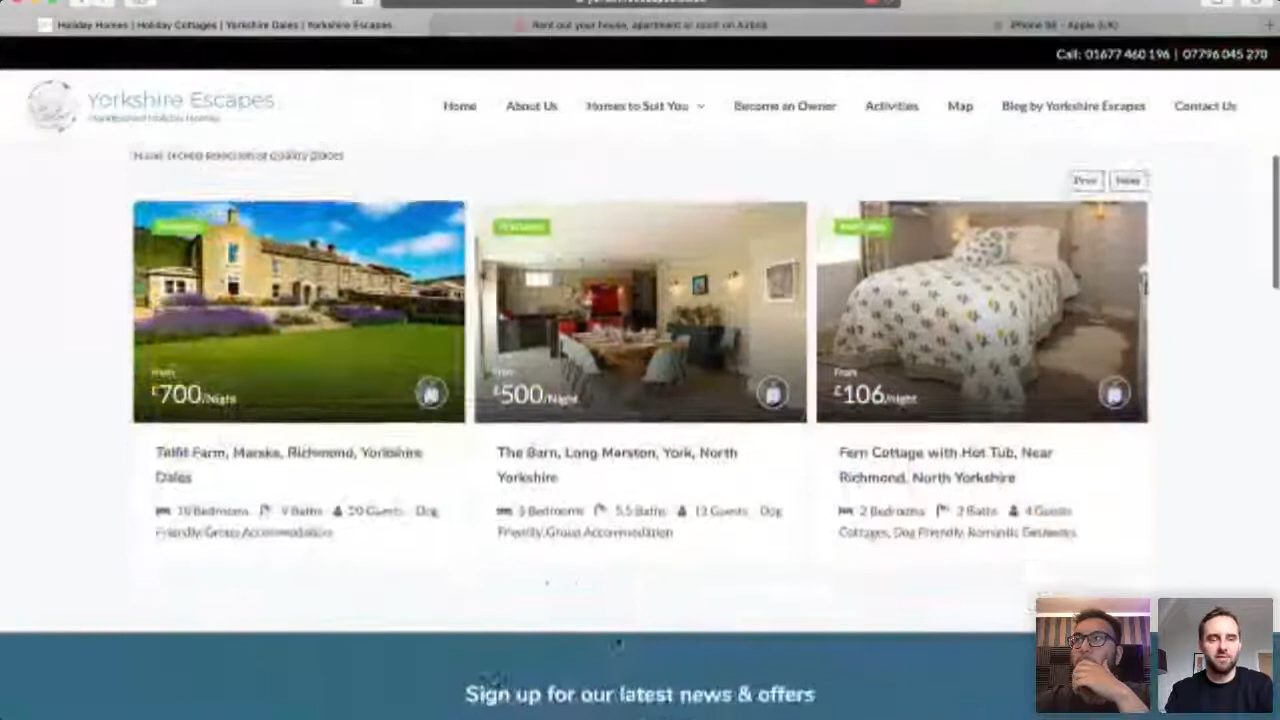 Holiday Homes | Holiday Cottages | Yorkshire Dales | Yorkshire Escapes
Rent out your house, apartment or room on Airbnb
iPhone SE - Apple (UK)
Call: 01677 460 196 | 07796 045 270
Yorkshire Escapes
Home About Us Homes to Suit You Become an Owner Activities Map Blog by Yorkshire Escapes Contact Us
Prev Next
From
£700/Night
From
£500/Night
From
£106/night
Telfit Farm, Marske, Richmond, Yorkshire
Dales
9 Baths 20 Guests Dog
Friendly, Group Accommodation
The Barn, Long Marston, York, North
Yorkshire
Bedrooms 5.5 Baths 13 Guests Dog
Friendly, Group Accommodation
Fern Cottage with Hot Tub, Near
Richmond, North Yorkshire
2 Bedrooms 2 Baths 4 Guests
Cottages, Dog Friendly, Romantic Getaways
Sign up for our latest news & offers